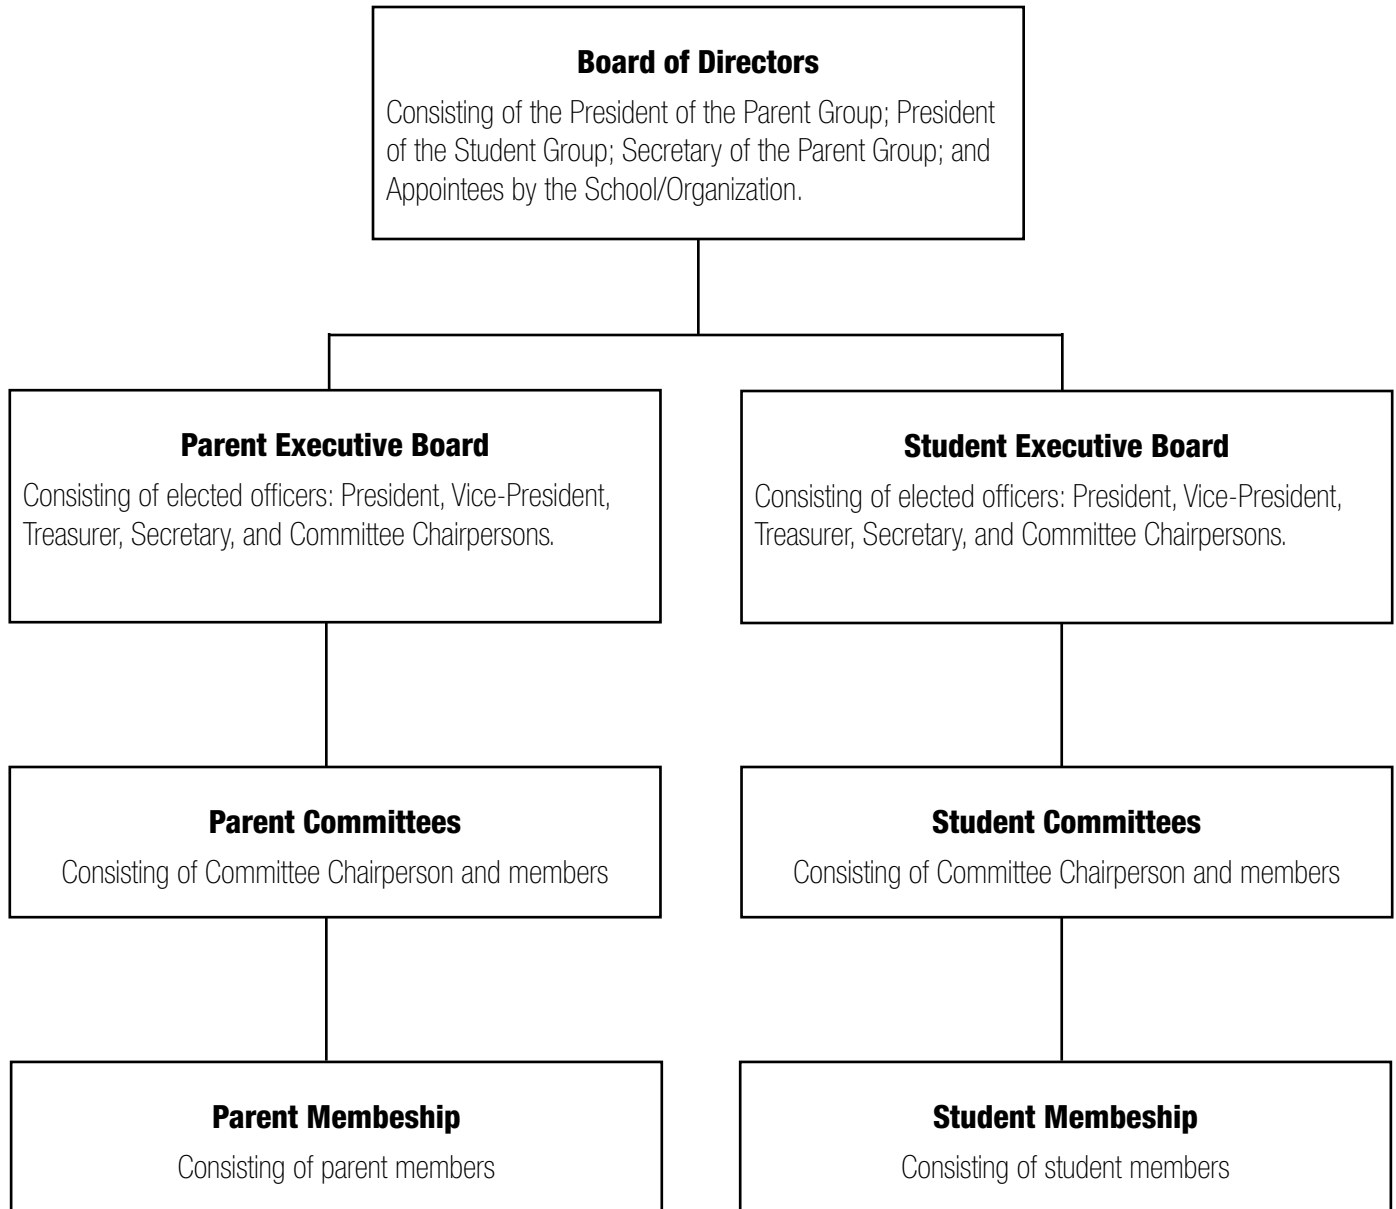 Board of Directors
Consisting of the President of the Parent Group; President
of the Student Group; Secretary of the Parent Group; and
Appointees by the School/Organization.
Parent Executive Board
Consisting of elected officers: President, Vice-President,
Treasurer, Secretary, and Committee Chairpersons.
Student Executive Board
Consisting of elected officers: President, Vice-President,
Treasurer, Secretary, and Committee Chairpersons.
Parent Committees
Consisting of Committee Chairperson and members
Student Committees
Consisting of Committee Chairperson and members
Parent Membeship
Consisting of parent members
Student Membeship
Consisting of student members